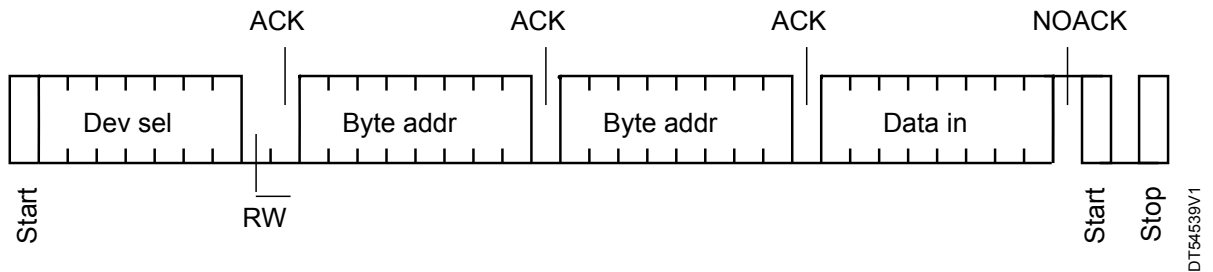 ACK ACK ACK NOACK
Dev sel Byte addr Byte addr Data in
RW
Start Start Stop
DT54539V1